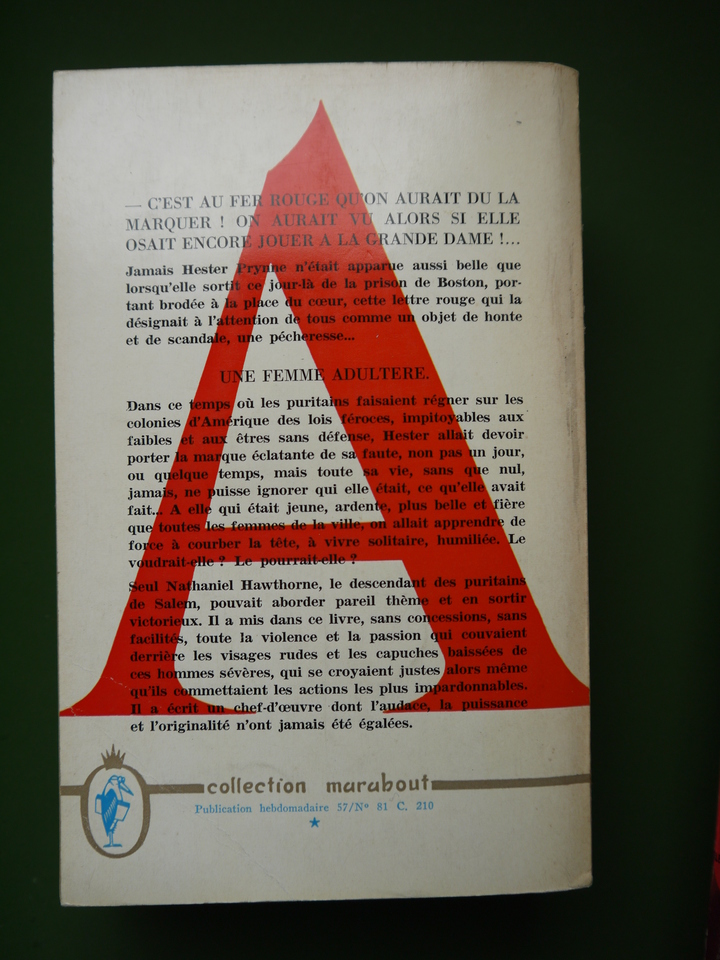 — C'EST AU FER ROUGE QU'ON AURAIT DU LA
MARQUER ! ON AURAIT VU ALORS SI ELLE
OSAIT ENCORE JOUER A LA GRANDE DAME !...
Jamais Hester Prynne n'était apparue aussi belle que
lorsqu'elle sortit ce jour-là de la prison de Boston, por-
tant brodée à la place du cœur, cette lettre rouge qui la
désignait à l'attention de tous comme un objet de honte
et de scandale, une pécheresse...
UNE FEMME ADULTERE.
Dans ce temps où les puritains faisaient régner sur les
colonies d'Amérique des lois féroces, impitoyables aux
faibles et aux êtres sans défense, Hester allait devoir
porter la marque éclatante de sa faute, non pas un jour,
ou quelque temps, mais toute sa vie, sans que nul,
jamais, ne puisse ignorer qui elle était, ce qu'elle avait
fait... A elle qui était jeune, ardente, plus belle et fière
que toutes les femmes de la ville, on allait apprendre de
force à courber la tête, à vivre solitaire, humiliée. Le
voudrait-elle ? Le pourrait-elle ?
Seul Nathaniel Hawthorne, le descendant des puritains
de Salem, pouvait aborder pareil thème et en sortir
victorieux. Il a mis dans ce livre, sans concessions, sans
facilités, toute la violence et la passion qui couvaient
derrière les visages rudes et les capuches baissées de
ces hommes sévères, qui se croyaient justes alors même
qu'ils commettaient les actions les plus impardonnables.
Il a écrit un chef-d'œuvre dont l'audace, la puissance
et l'originalité n'ont jamais été égalées.
A
collection marabout
Publication hebdomadaire 57/N° 81 C. 210